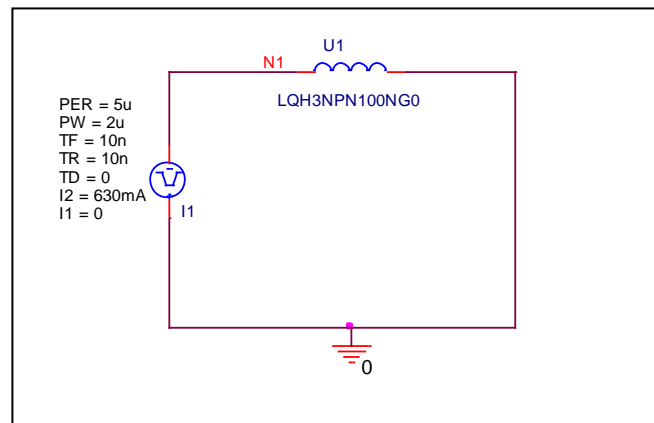 U1
N1
LQH3NPN100NG0
PER = 5u
PW = 2u
TF = 10n
TR = 10n
TD = 0
I2 = 630mA
I1 = 0
I1
0